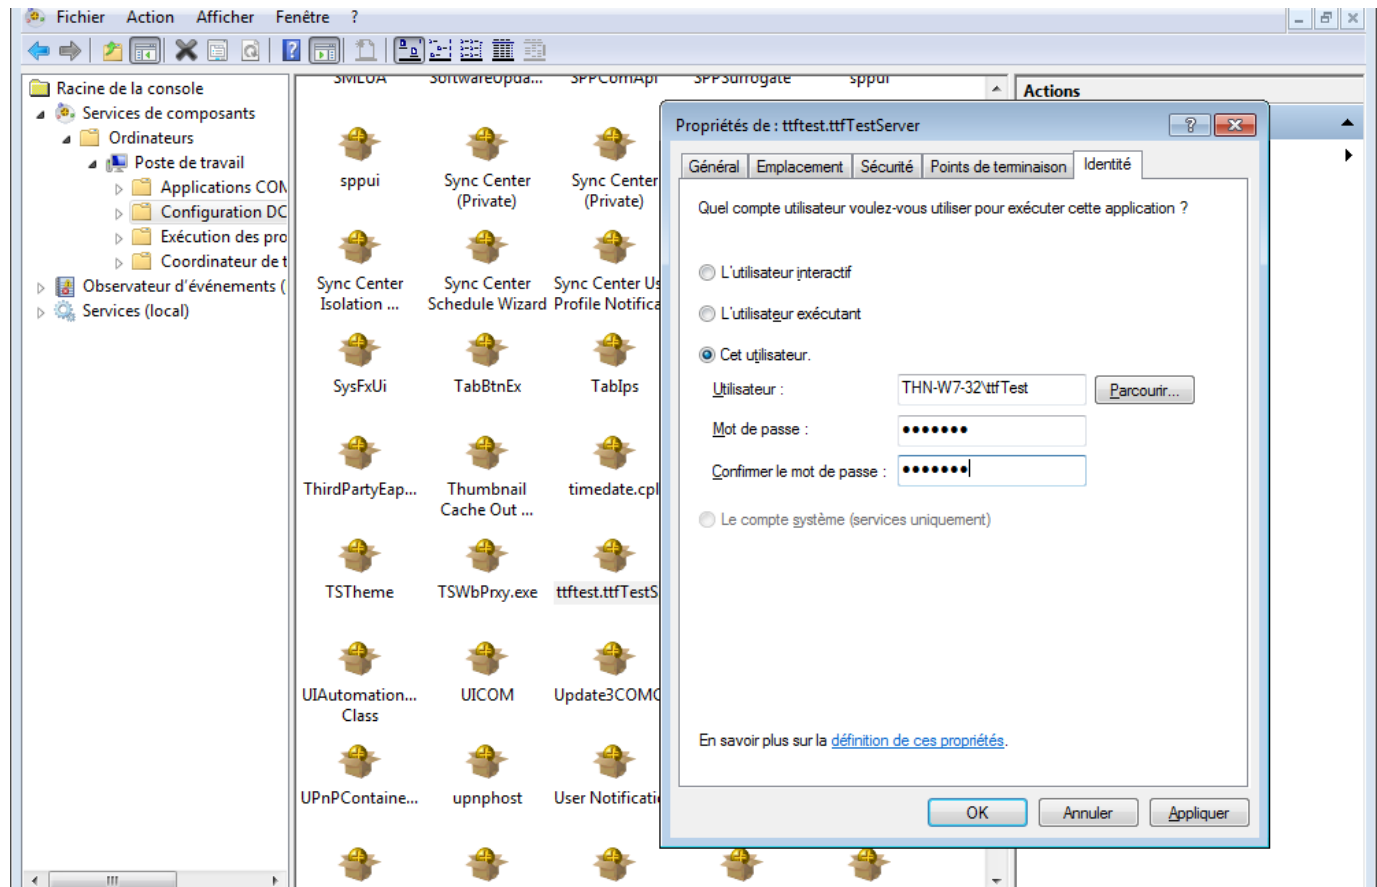 Fichier Action Afficher Fenêtre ?
Racine de la console
Services de composants
Ordinateurs
Poste de travail
Applications CON
Configuration DC
Exécution des pro
Coordinateur de t
Observateur d'événements (
Services (local)
SMLUA SoftwareUpda... SPPComApi SPPSurrogate sppui
sppui
Sync Center
(Private)
Sync Center
(Private)
Sync Center
Isolation ...
Sync Center
Schedule Wizard
Sync Center Us
Profile Notifica
SysFxUi
TabBtnEx
TabIps
ThirdPartyEap...
Thumbnail
Cache Out ...
timedate.cpl
TSTheme
TSWbPrxy.exe
ttftest.ttfTestS
UIAutomation...
Class
UICOM
Update3COMC
UPnPContaine...
upnphost
User Notificati
Actions
Propriétés de : ttftest.ttfTestServer
Général Emplacement Sécurité Points de terminaison Identité
Quel compte utilisateur voulez-vous utiliser pour exécuter cette application ?
L'utilisateur interactif
L'utilisateur exécutant
Cet utilisateur.
Utilisateur : THN-W7-32\ttfTest Parcourir...
Mot de passe : •••••••
Confirmer le mot de passe : •••••••
Le compte système (services uniquement)
En savoir plus sur la définition de ces propriétés.
OK Annuler Appliquer